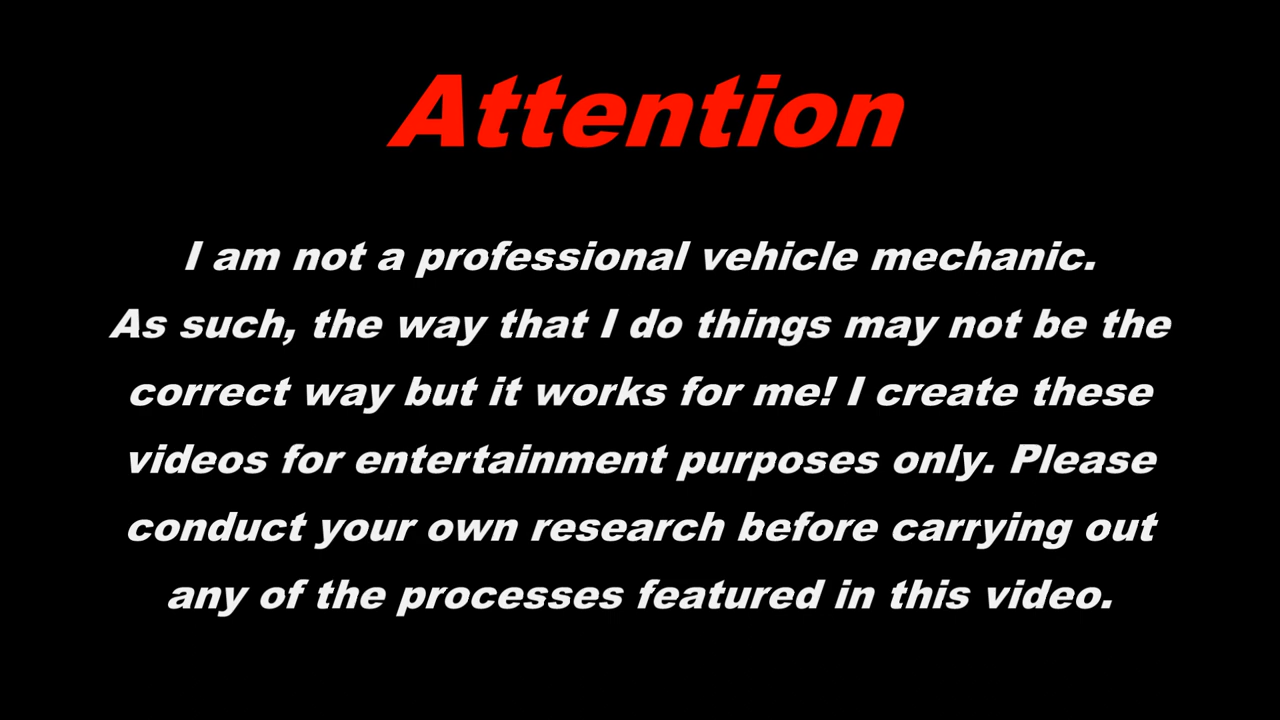 Attention
I am not a professional vehicle mechanic.
As such, the way that I do things may not be the
correct way but it works for me! I create these
videos for entertainment purposes only. Please
conduct your own research before carrying out
any of the processes featured in this video.